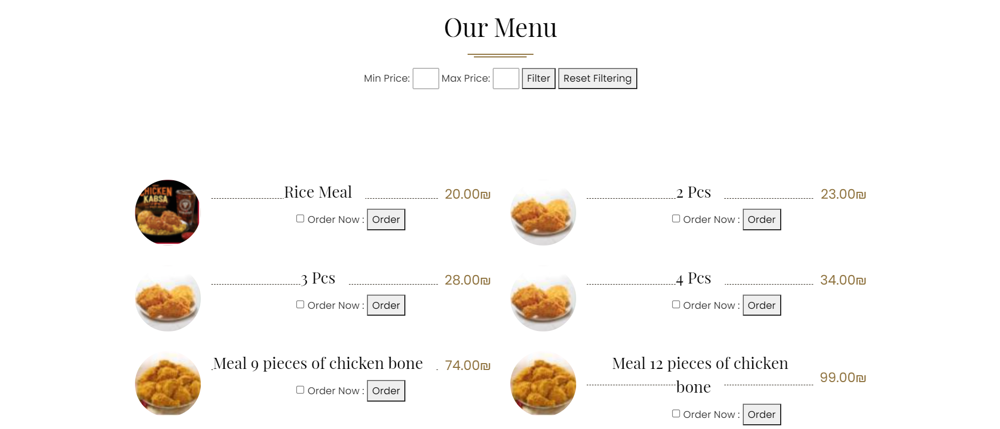 Our Menu
Min Price: Max Price: Filter Reset Filtering
CHICKEN
KABSA
Rice Meal 20.00₪
Order Now : Order
2 Pcs 23.00₪
Order Now : Order
3 Pcs 28.00₪
Order Now : Order
4 Pcs 34.00₪
Order Now : Order
Meal 9 pieces of chicken bone 74.00₪
Order Now : Order
Meal 12 pieces of chicken
bone 99.00₪
Order Now : Order